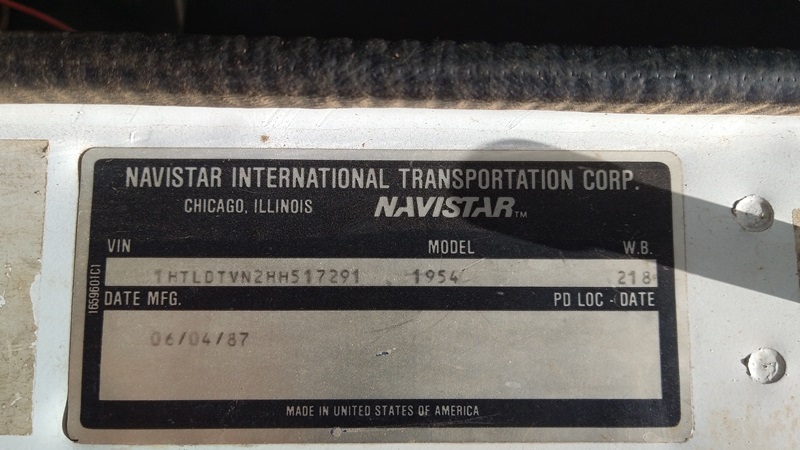 NAVISTAR INTERNATIONAL TRANSPORTATION CORP.
CHICAGO, ILLINOIS NAVISTAR TM
VIN MODEL W.B.
1HTLDTVN2HH517291 1954 218
1659601C1
DATE MFG. PD LOC - DATE
06/04/87
MADE IN UNITED STATES OF AMERICA